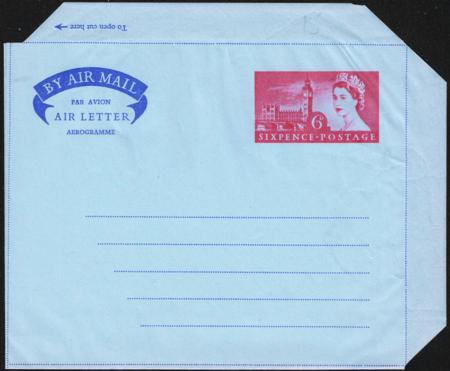 To open cut here
BY AIR MAIL
PAR AVION
AIR LETTER
AEROGRAMME
6D
SIXPENCE·POSTAGE